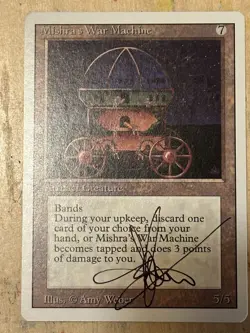 Mishra's War Machine 7
Artifact Creature
Bands
During your upkeep, discard one
card of your choice from your
hand, or Mishra's War Machine
becomes tapped and does 3 points
of damage to you.
Illus. © Amy Weber 5/5